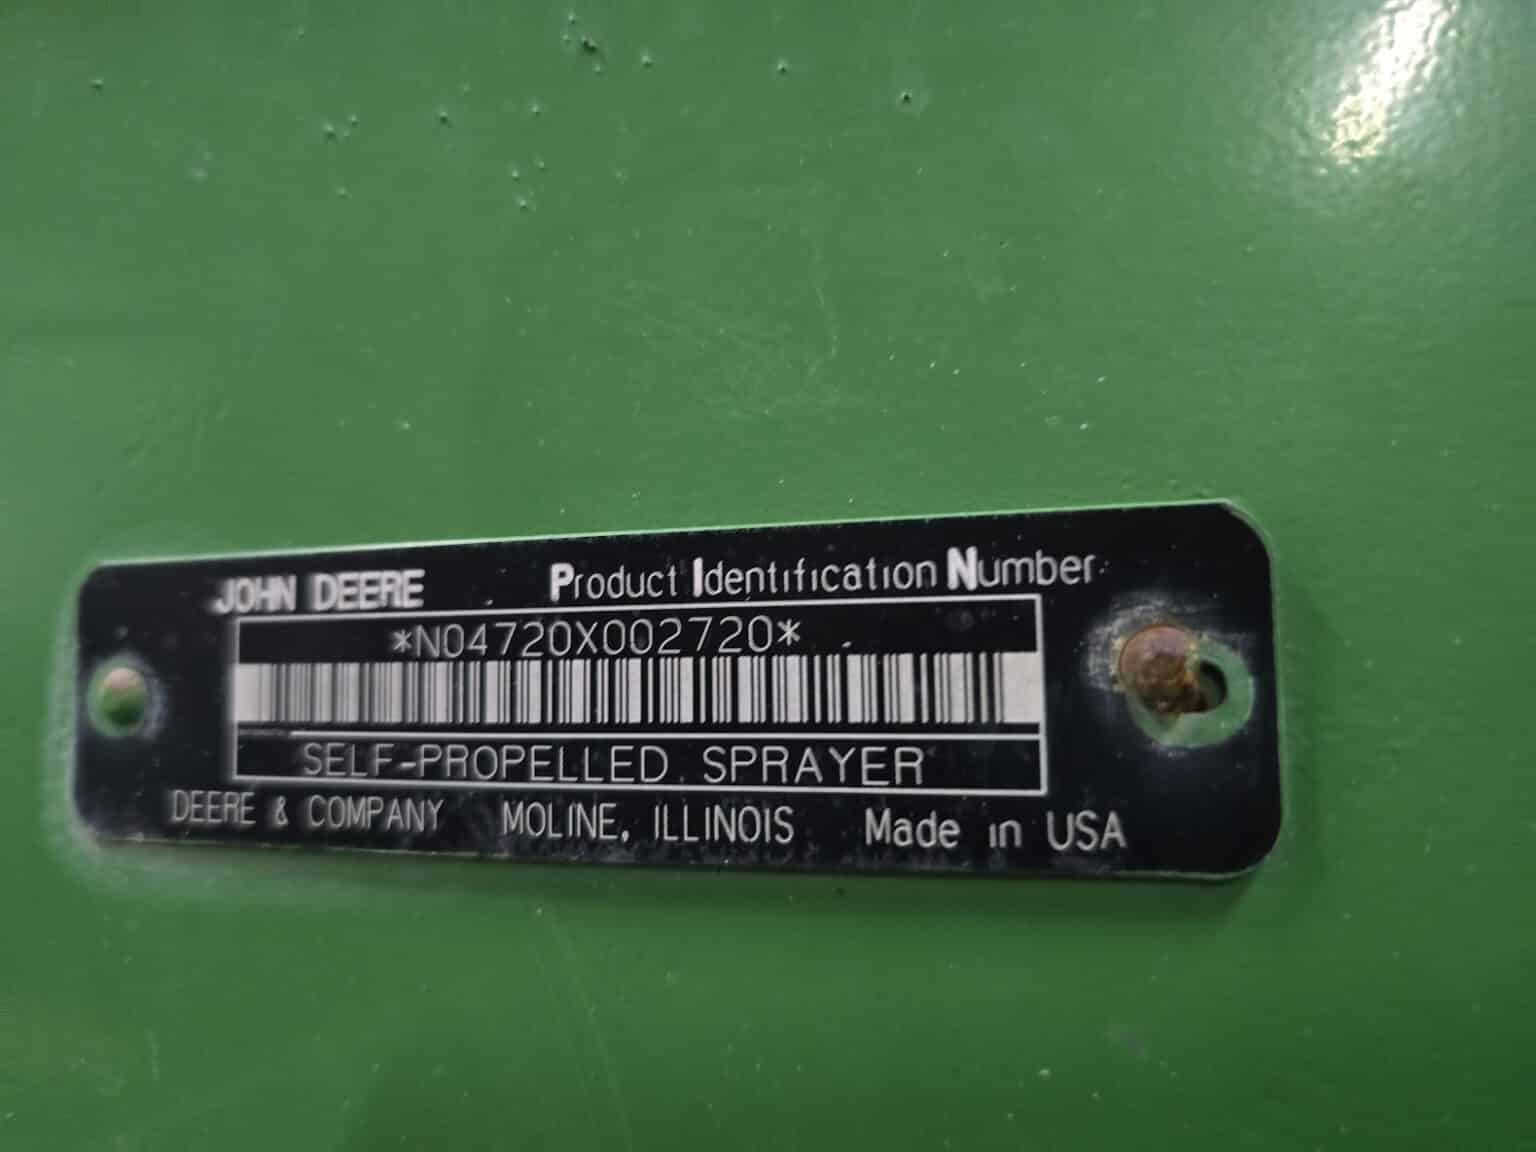 JOHN DEERE Product Identification Number
*N04720X002720*
SELF-PROPELLED SPRAYER
DEERE & COMPANY MOLINE, ILLINOIS Made in USA